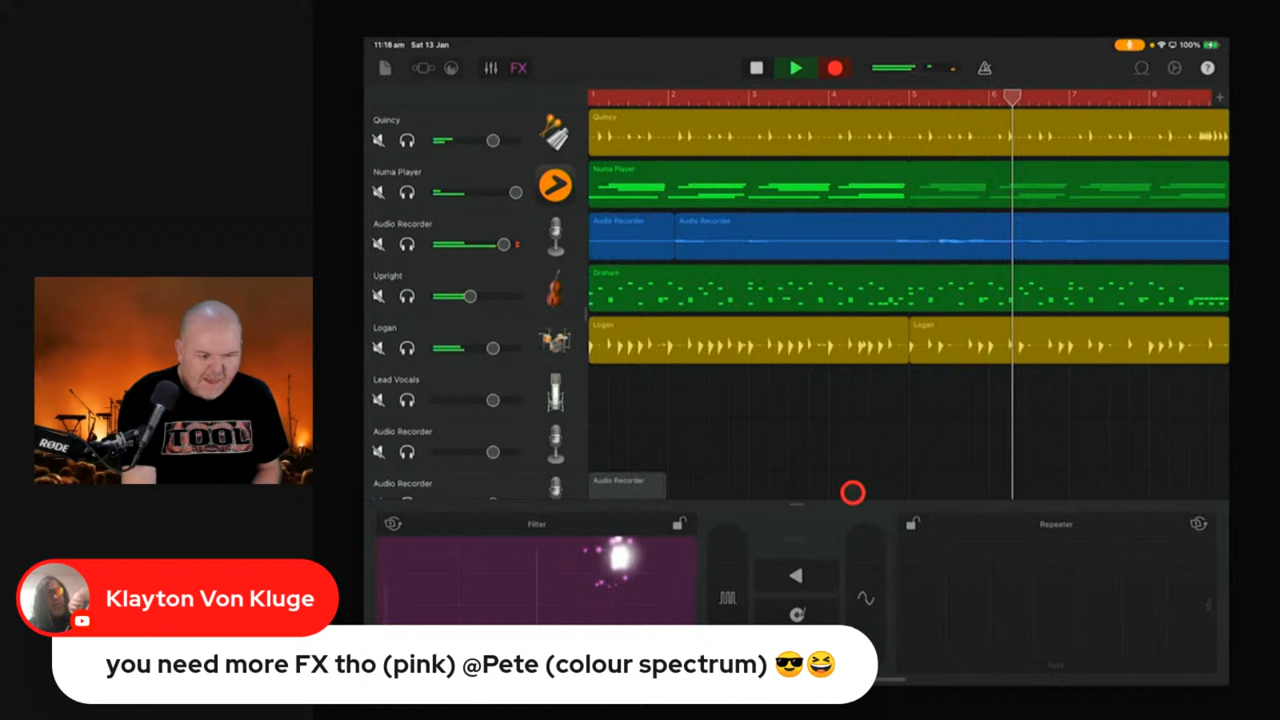 11:18 am Sat 13 Jan
100%
FX
1 2 3 4 5 6 7 8
Quincy
Quincy
Numa Player
Numa Player
Audio Recorder
Audio Recorder
Audio Recorder
Upright
Graham
Logan
Logan
Logan
Lead Vocals
Audio Recorder
Audio Recorder
Audio Recorder
Filter
Repeater
Rate
RØDE
TOOL
Klayton Von Kluge
you need more FX tho (pink) @Pete (colour spectrum) 😎😆